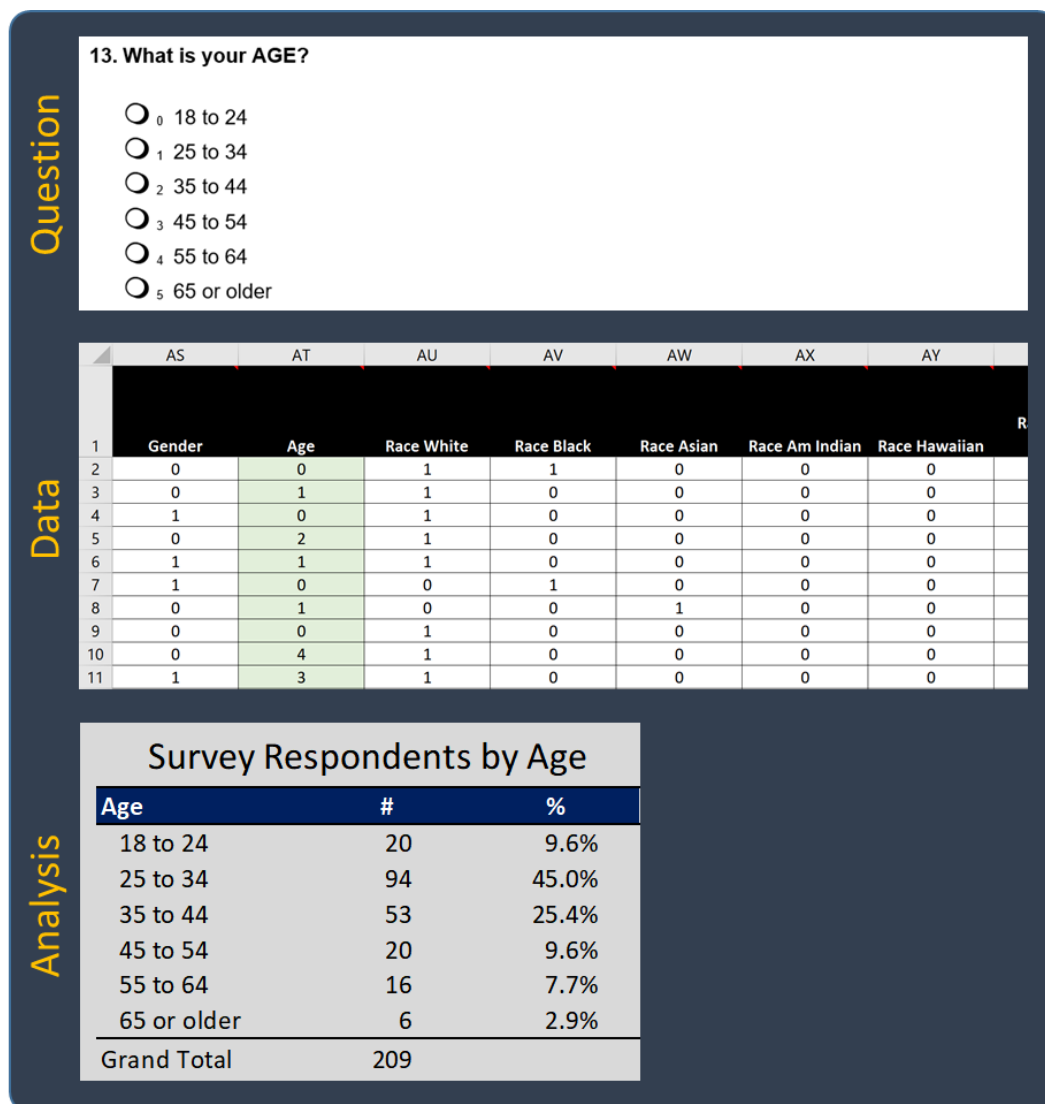 Question
13. What is your AGE?
0 18 to 24
1 25 to 34
2 35 to 44
3 45 to 54
4 55 to 64
5 65 or older
Data
AS AT AU AV AW AX AY
1 Gender Age Race White Race Black Race Asian Race Am Indian Race Hawaiian
2 0 0 1 1 0 0 0
3 0 1 1 0 0 0 0
4 1 0 1 0 0 0 0
5 0 2 1 0 0 0 0
6 1 1 1 0 0 0 0
7 1 0 0 1 0 0 0
8 0 1 0 0 1 0 0
9 0 0 1 0 0 0 0
10 0 4 1 0 0 0 0
11 1 3 1 0 0 0 0
Analysis
Survey Respondents by Age
Age # %
18 to 24 20 9.6%
25 to 34 94 45.0%
35 to 44 53 25.4%
45 to 54 20 9.6%
55 to 64 16 7.7%
65 or older 6 2.9%
Grand Total 209